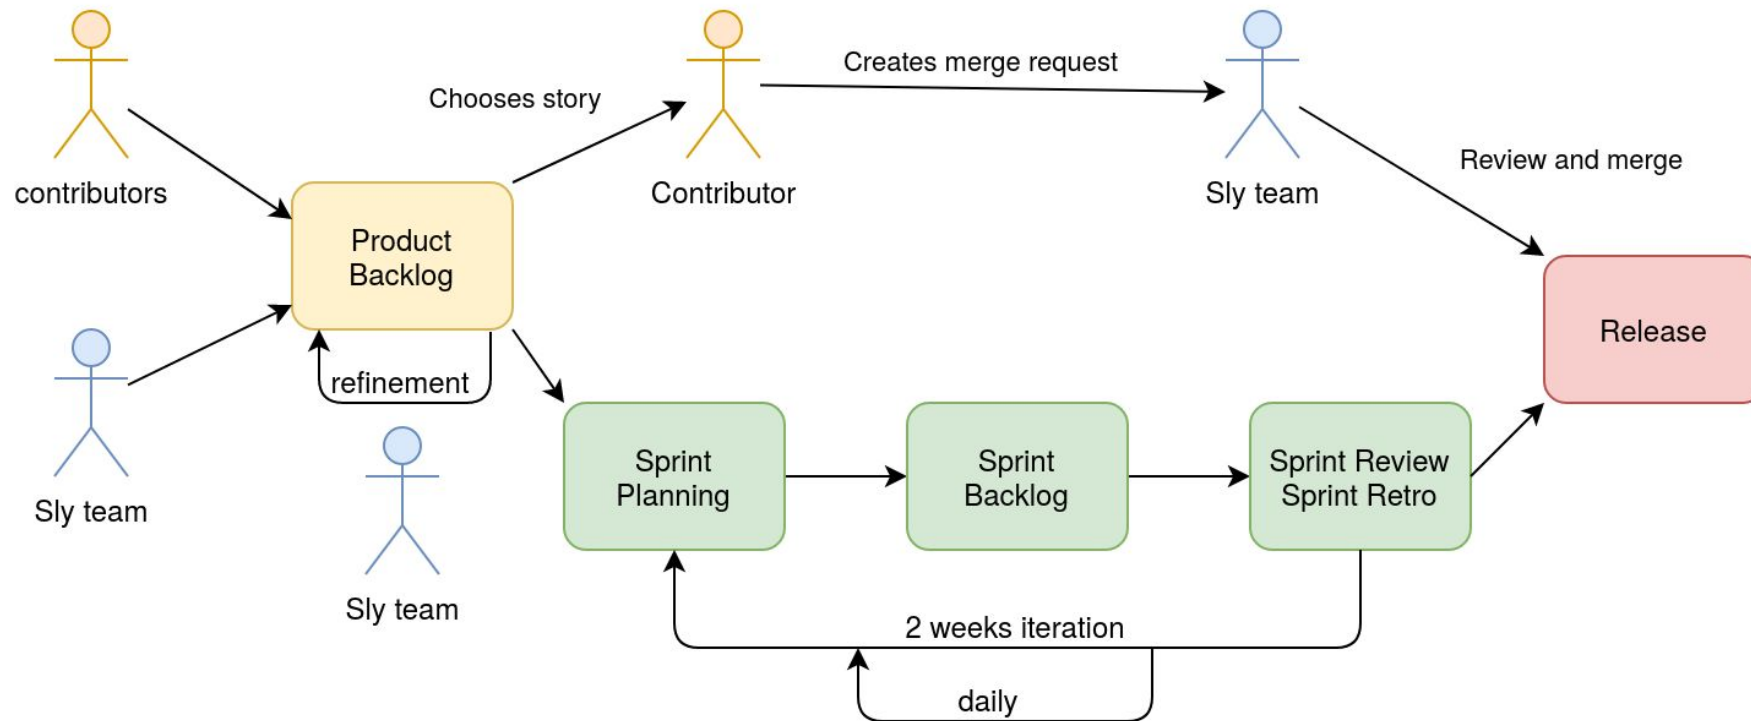 Creates merge request
Chooses story
Review and merge
contributors
Contributor
Sly team
Product
Backlog
Release
refinement
Sprint
Planning
Sprint
Backlog
Sprint Review
Sprint Retro
Sly team
Sly team
2 weeks iteration
daily